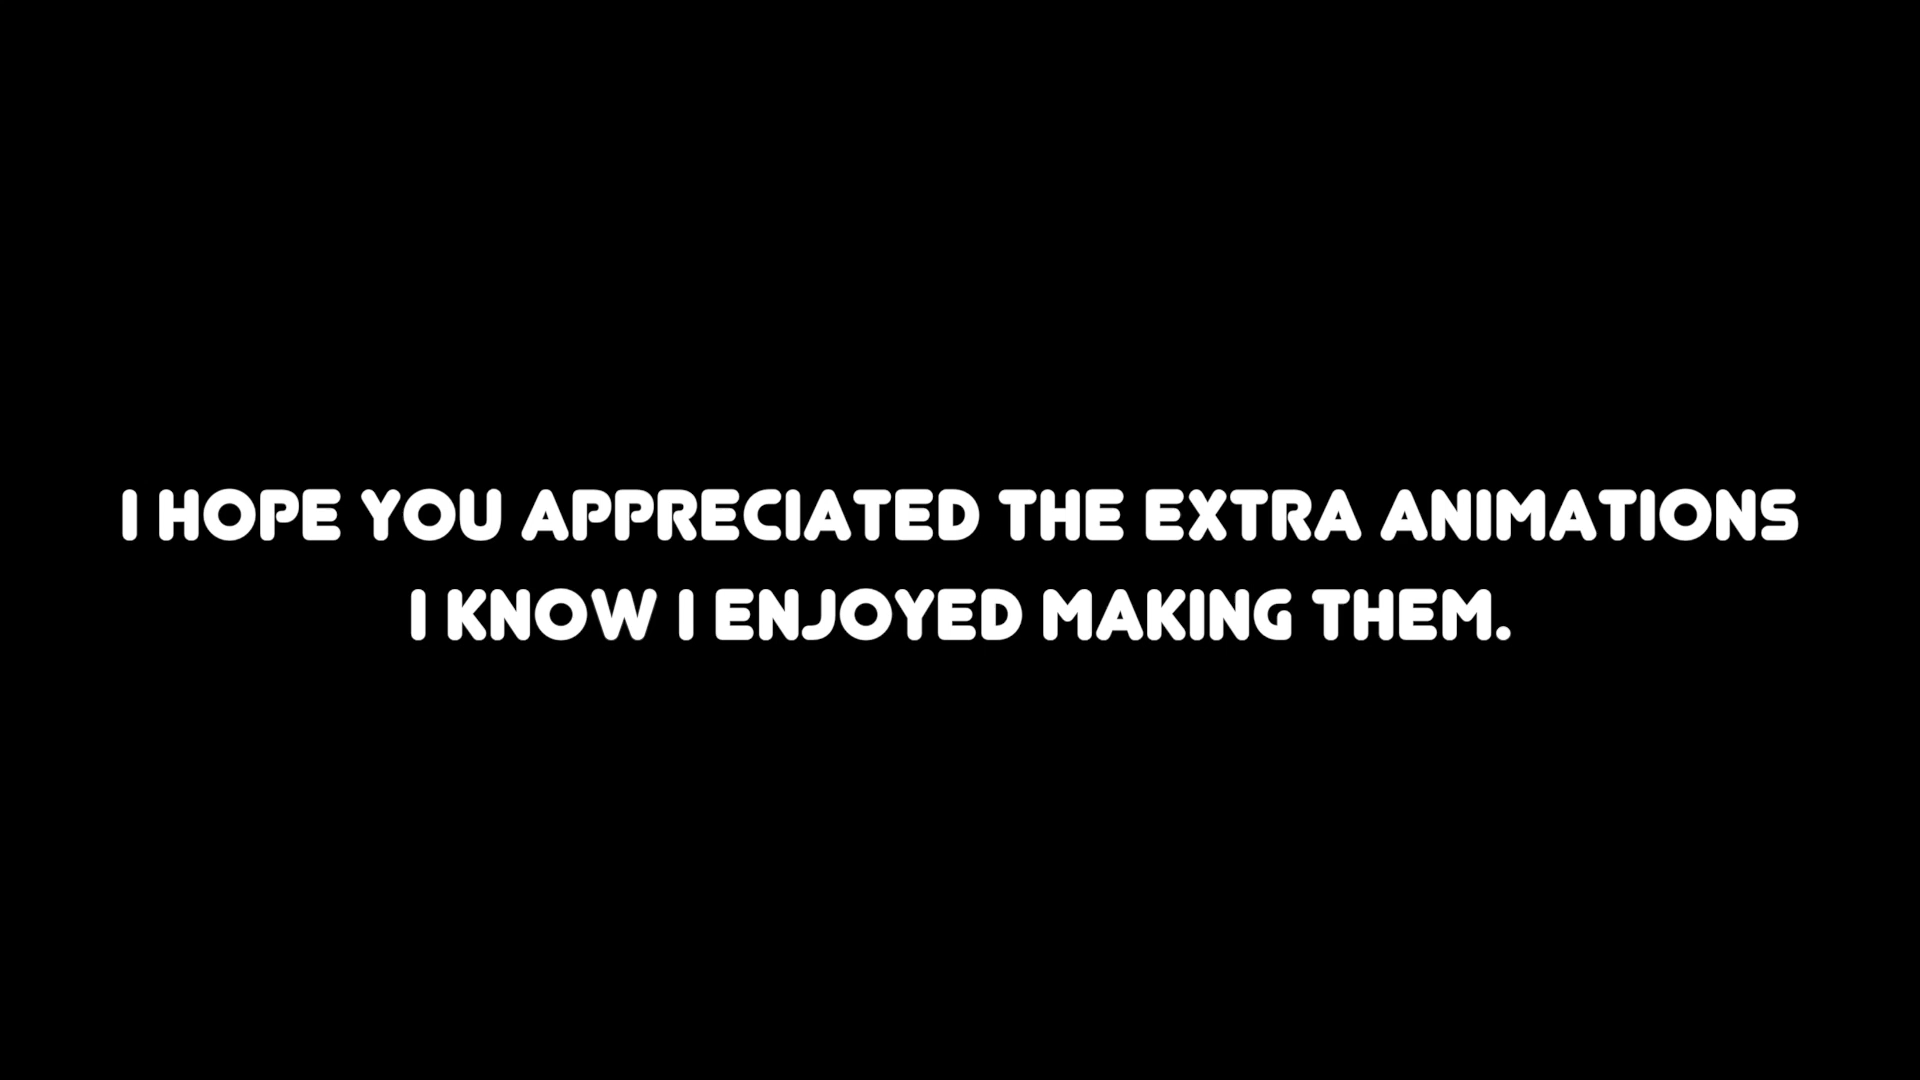 I HOPE YOU APPRECIATED THE EXTRA ANIMATIONS
I KNOW I ENJOYED MAKING THEM.